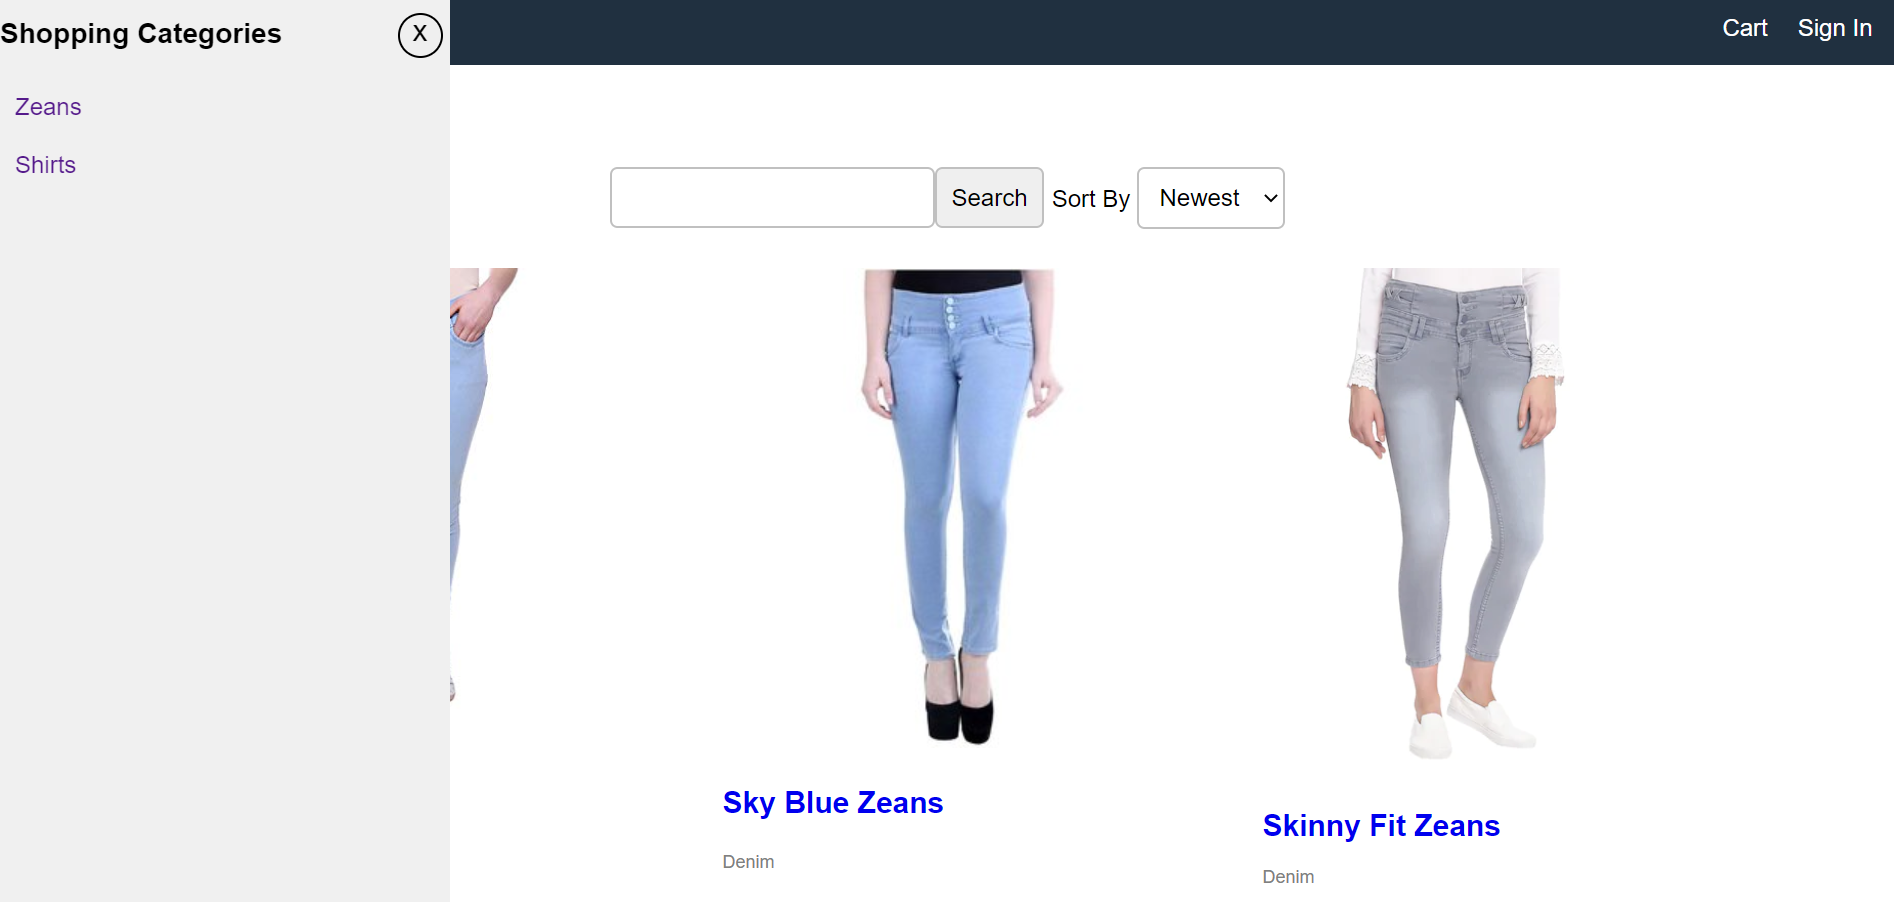 Shopping Categories
X
Zeans
Shirts
Cart Sign In
Search Sort By Newest
Sky Blue Zeans
Denim
Skinny Fit Zeans
Denim